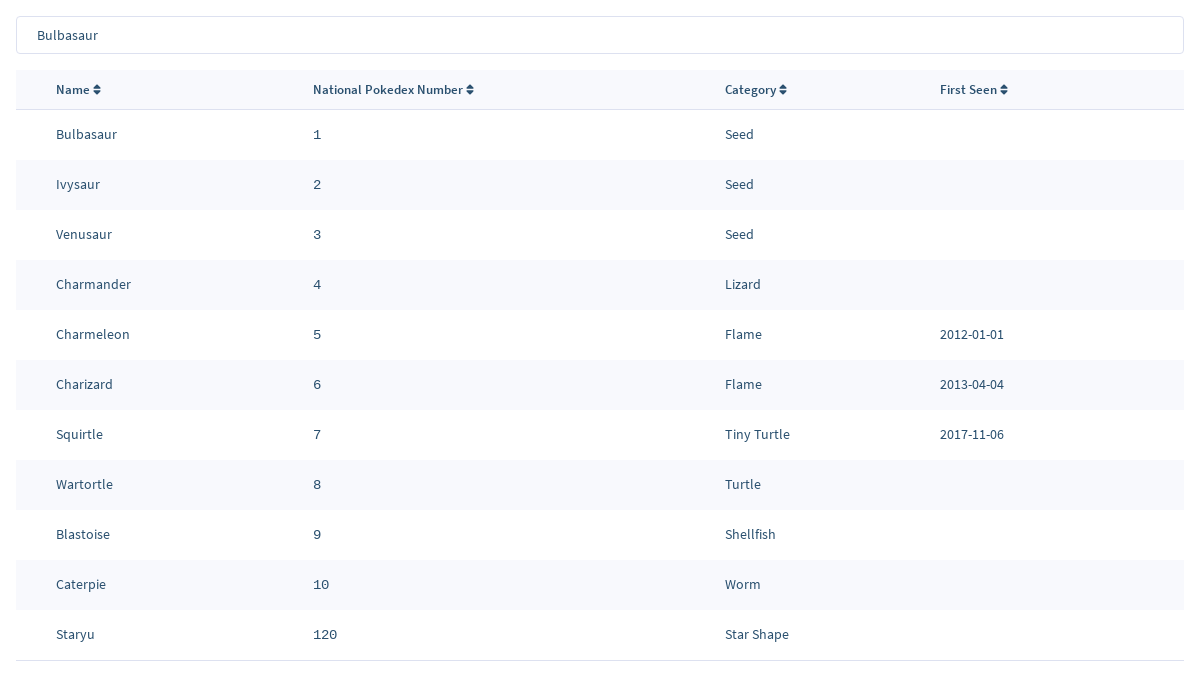 Bulbasaur
Name National Pokedex Number Category First Seen
Bulbasaur 1 Seed
Ivysaur 2 Seed
Venusaur 3 Seed
Charmander 4 Lizard
Charmeleon 5 Flame 2012-01-01
Charizard 6 Flame 2013-04-04
Squirtle 7 Tiny Turtle 2017-11-06
Wartortle 8 Turtle
Blastoise 9 Shellfish
Caterpie 10 Worm
Staryu 120 Star Shape